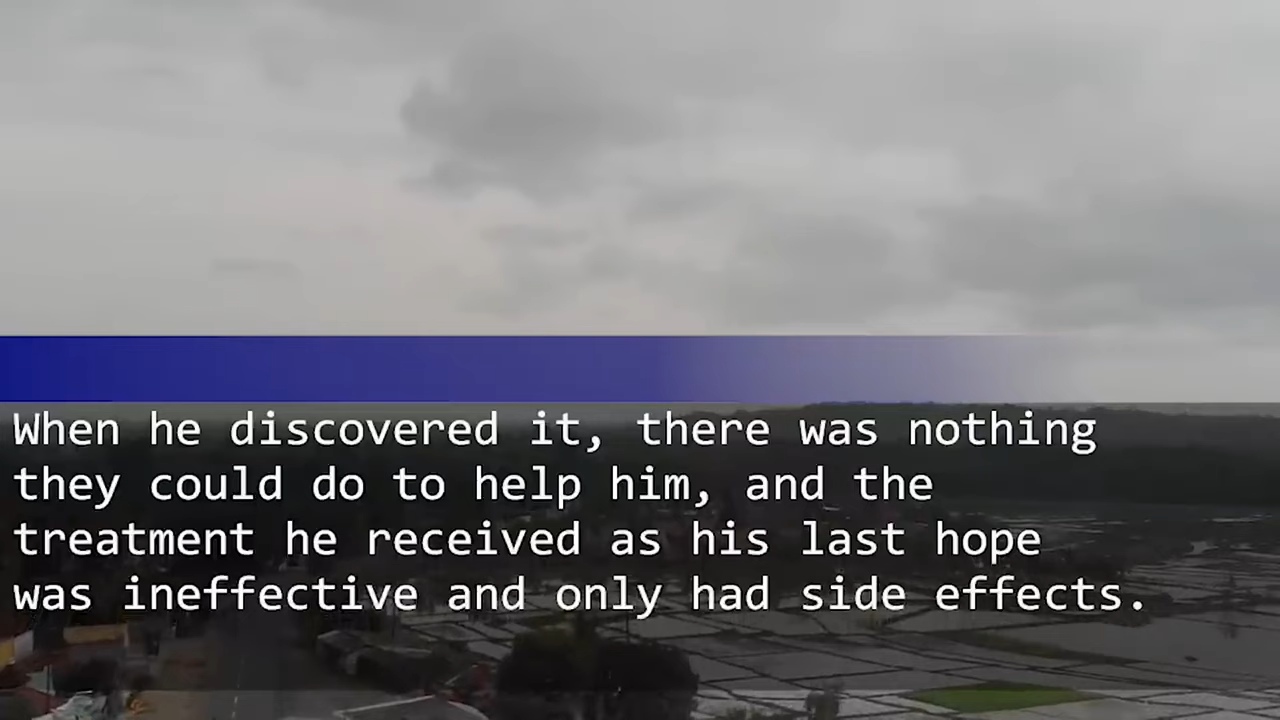 When he discovered it, there was nothing
they could do to help him, and the
treatment he received as his last hope
was ineffective and only had side effects.